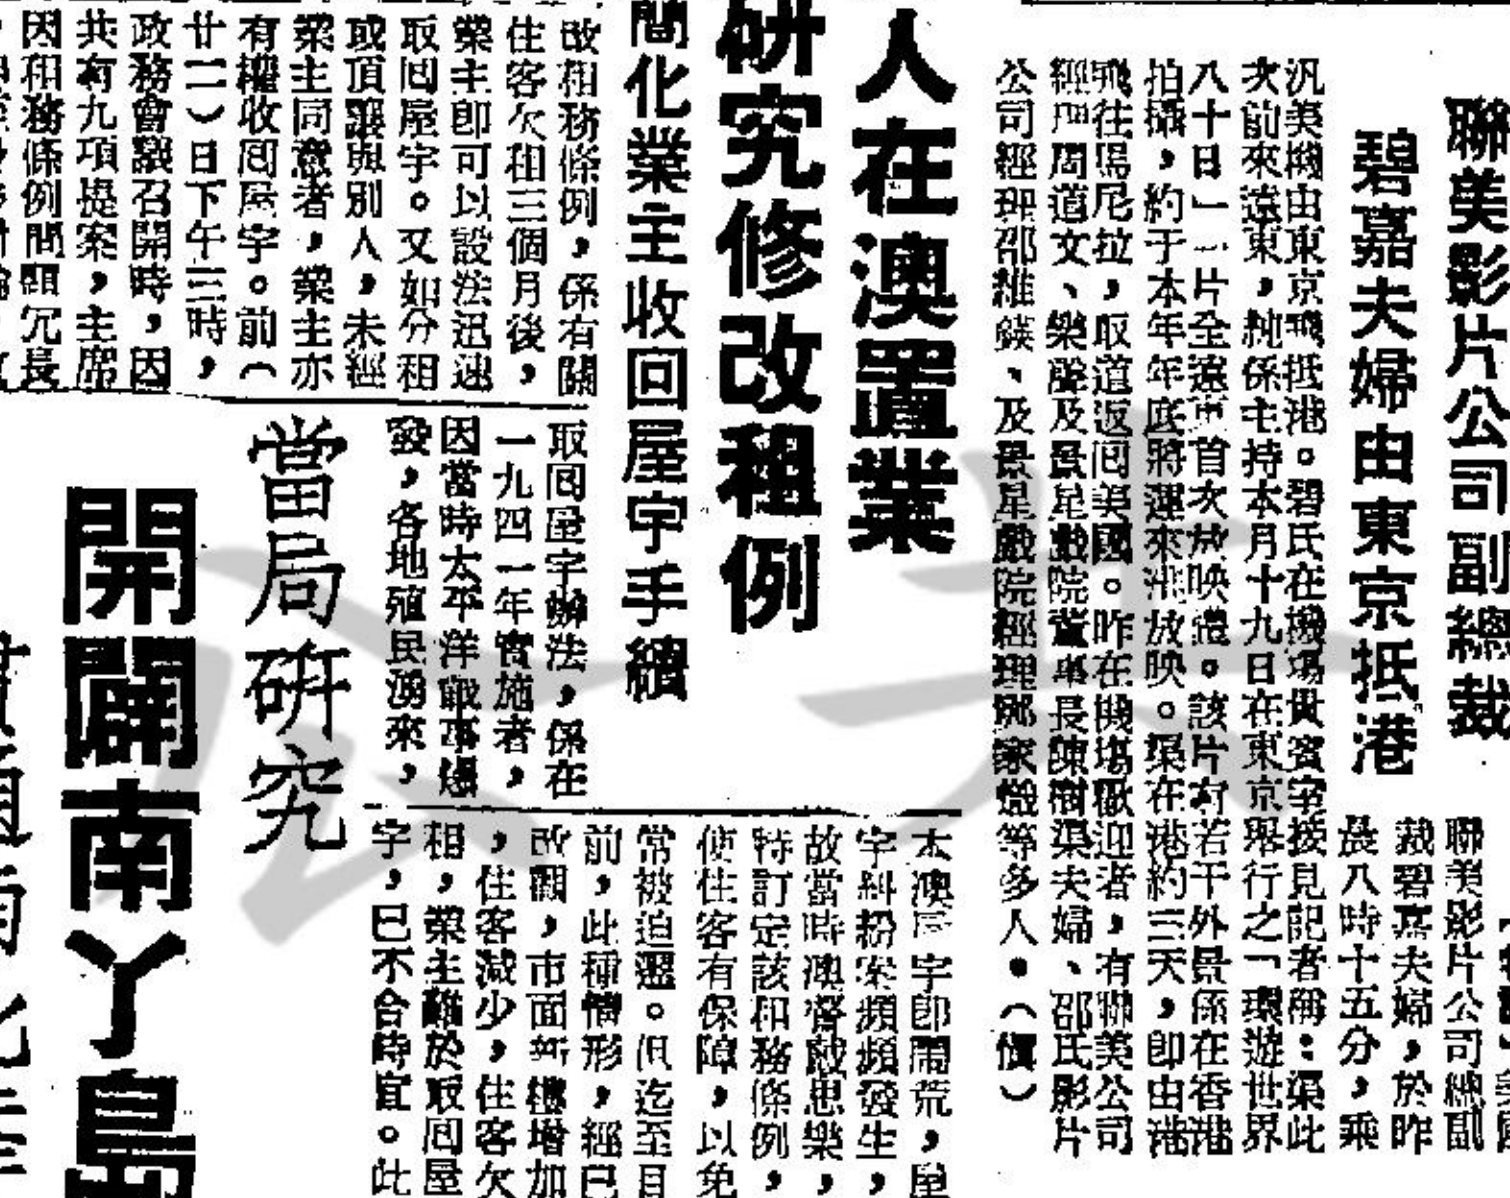 聯美影片公司副總裁
碧嘉夫婦由東京抵港
聯美影片公司總副
裁碧嘉夫婦，於昨
晨八時十五分，乘
汎美機由東京飛抵港。碧氏在機場貴賓室接見記者稱：渠此
次前來遠東，純係主持本月十九日在東京舉行之「環遊世界
八十日」一片全遠東首次放映禮。該片有若干外景係在香港
拍攝，約于本年年底將運來港放映。渠在港約三天，即由港
飛往馬尼拉，取道返囘美國。昨在機場歡迎者，有聯美公司
經理周道文、樂聲及景星戲院董事長陳樹渠夫婦、邵氏影片
公司經理邵維鍈、及景星戲院經理鄭家熾等多人。（慎）
人在澳置業
研究修改租例
簡化業主收回屋宇手續
太澳屋宇即鬧荒，屋
宇糾紛案頻頻發生，
故當時澳督戴思樂，
特訂定該租務條例，
使住客有保障，以免
常被迫遷。但迄至目
前，此種情形，經已
改觀，市面新樓增加
，住客減少，住客欠
租，業主難於取囘屋
字，已不合時宜。此
故租務條例，係有關
住客欠租三個月後，
業主即可以設法迅速
取囘屋宇。又如分租
或頂讓與別人，未經
業主同意者，業主亦
有權收囘屋宇。前（
廿一）日下午三時，
政務會議召開時，因
共有九項提案，主席
因租務條例問題冗長
取囘屋宇辦法，係在
一九四一年實施者，
因當時太平洋戰事爆
發，各地殖民湧來，
當局研究
開闢南丫島